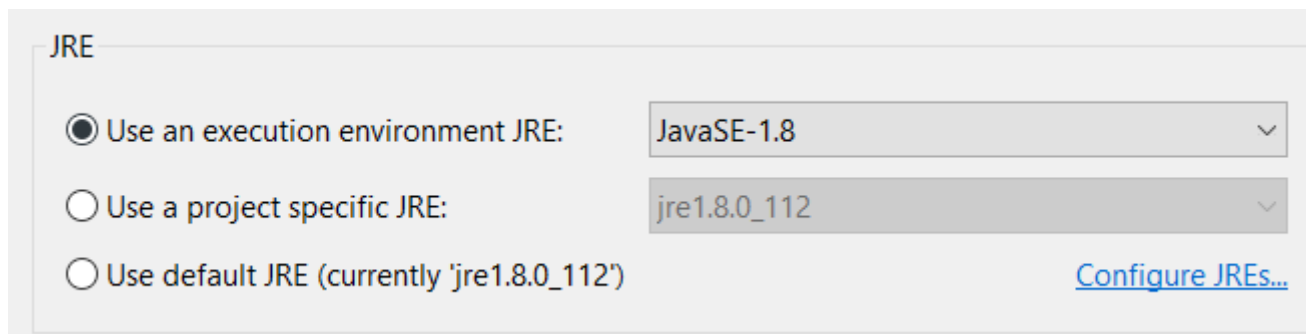 JRE
Use an execution environment JRE: JavaSE-1.8
Use a project specific JRE: jre1.8.0_112
Use default JRE (currently 'jre1.8.0_112') Configure JREs...